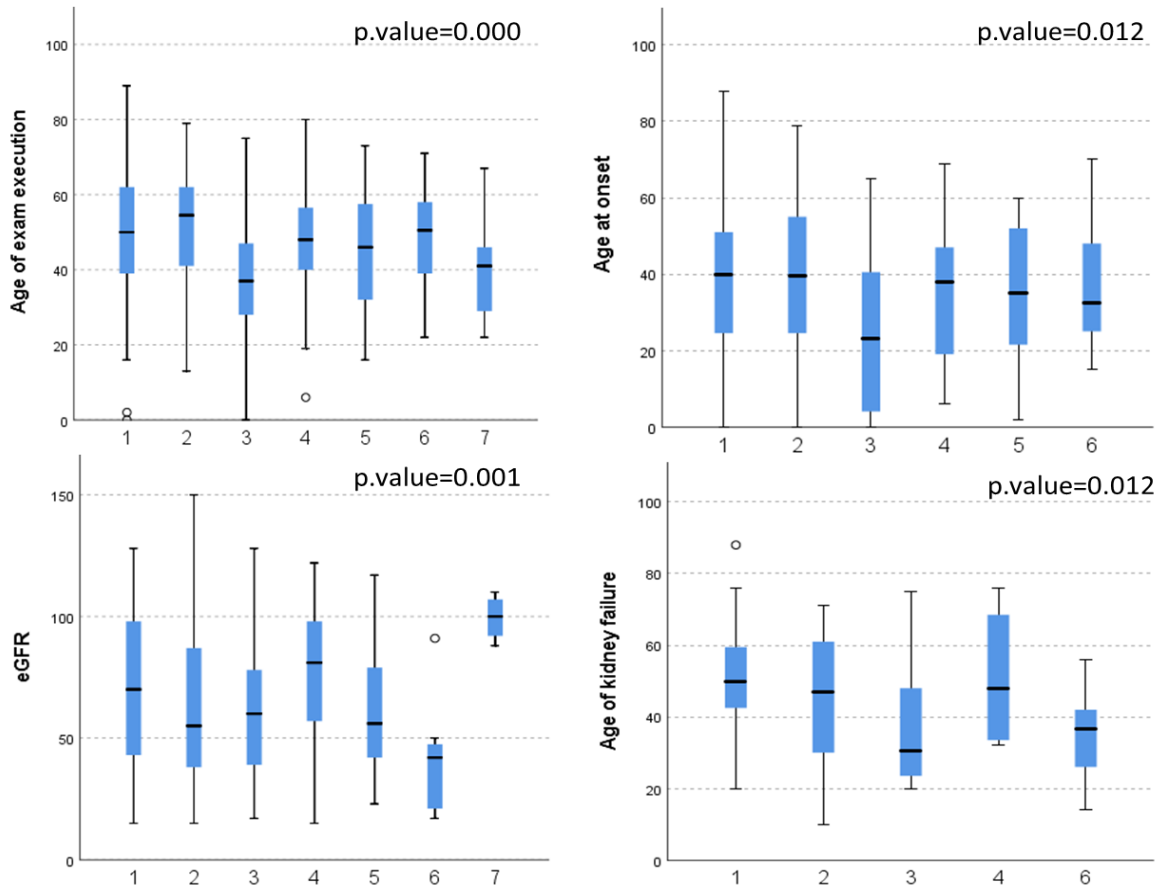 p.value=0.000
Age of exam execution
100
80
60
40
20
0
1 2 3 4 5 6 7
p.value=0.012
Age at onset
100
80
60
40
20
0
1 2 3 4 5 6
p.value=0.001
eGFR
150
100
50
0
1 2 3 4 5 6 7
p.value=0.012
Age of kidney failure
100
80
60
40
20
0
1 2 3 4 6